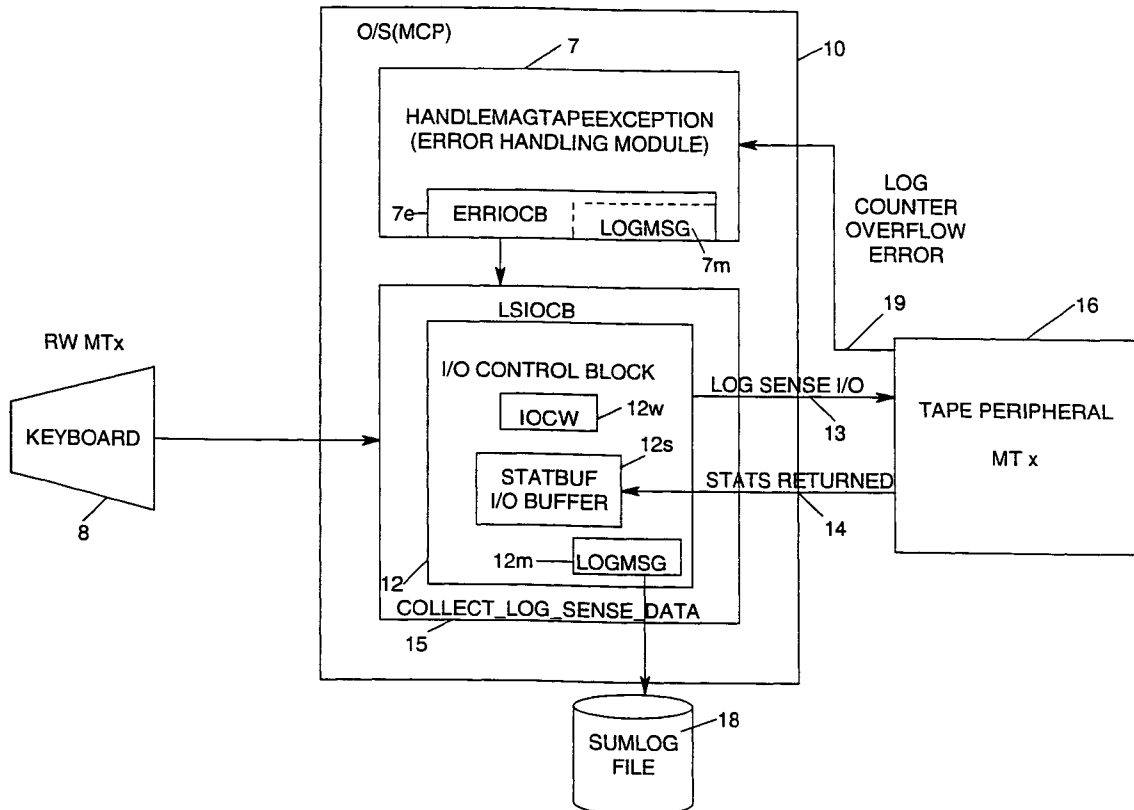 O/S(MCP)
7
10
HANDLEMAGTAPEEXCEPTION
(ERROR HANDLING MODULE)
7e
ERRIOCB
LOGMSG
7m
LOG
COUNTER
OVERFLOW
ERROR
19
16
LSIOCB
RW MTx
KEYBOARD
8
I/O CONTROL BLOCK
IOCW
12w
LOG SENSE I/O
13
TAPE PERIPHERAL
MT x
12s
STATBUF
I/O BUFFER
STATS RETURNED
14
12m
LOGMSG
12
COLLECT_LOG_SENSE_DATA
15
18
SUMLOG
FILE